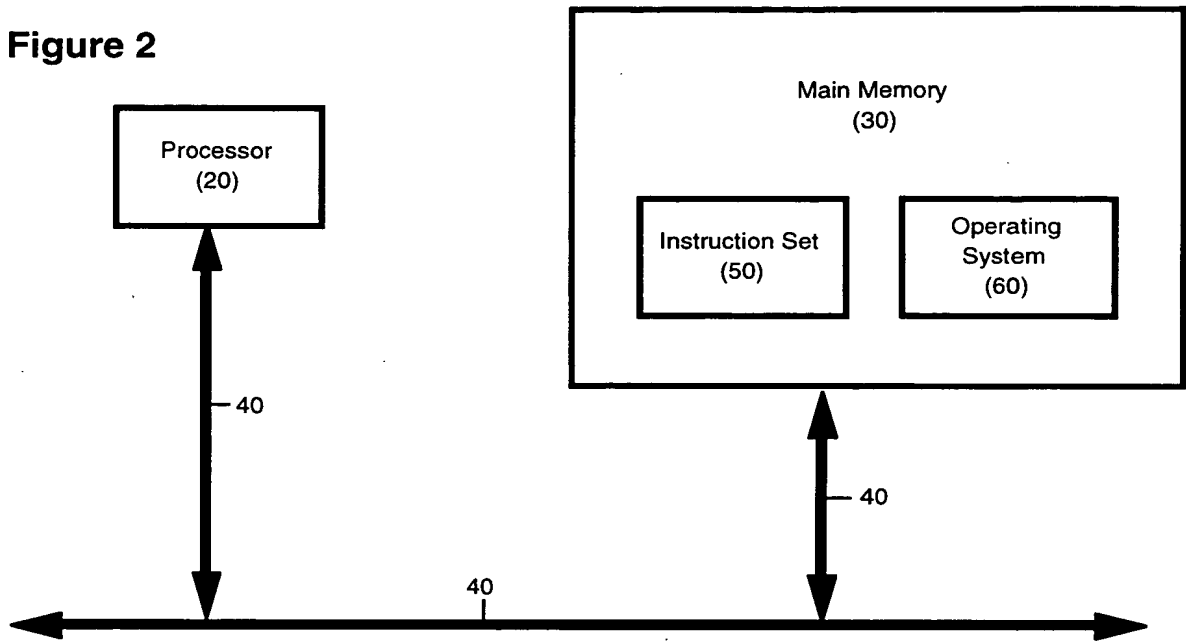 Figure 2
Processor
(20)
Main Memory
(30)
Instruction Set
(50)
Operating
System
(60)
40
40
40